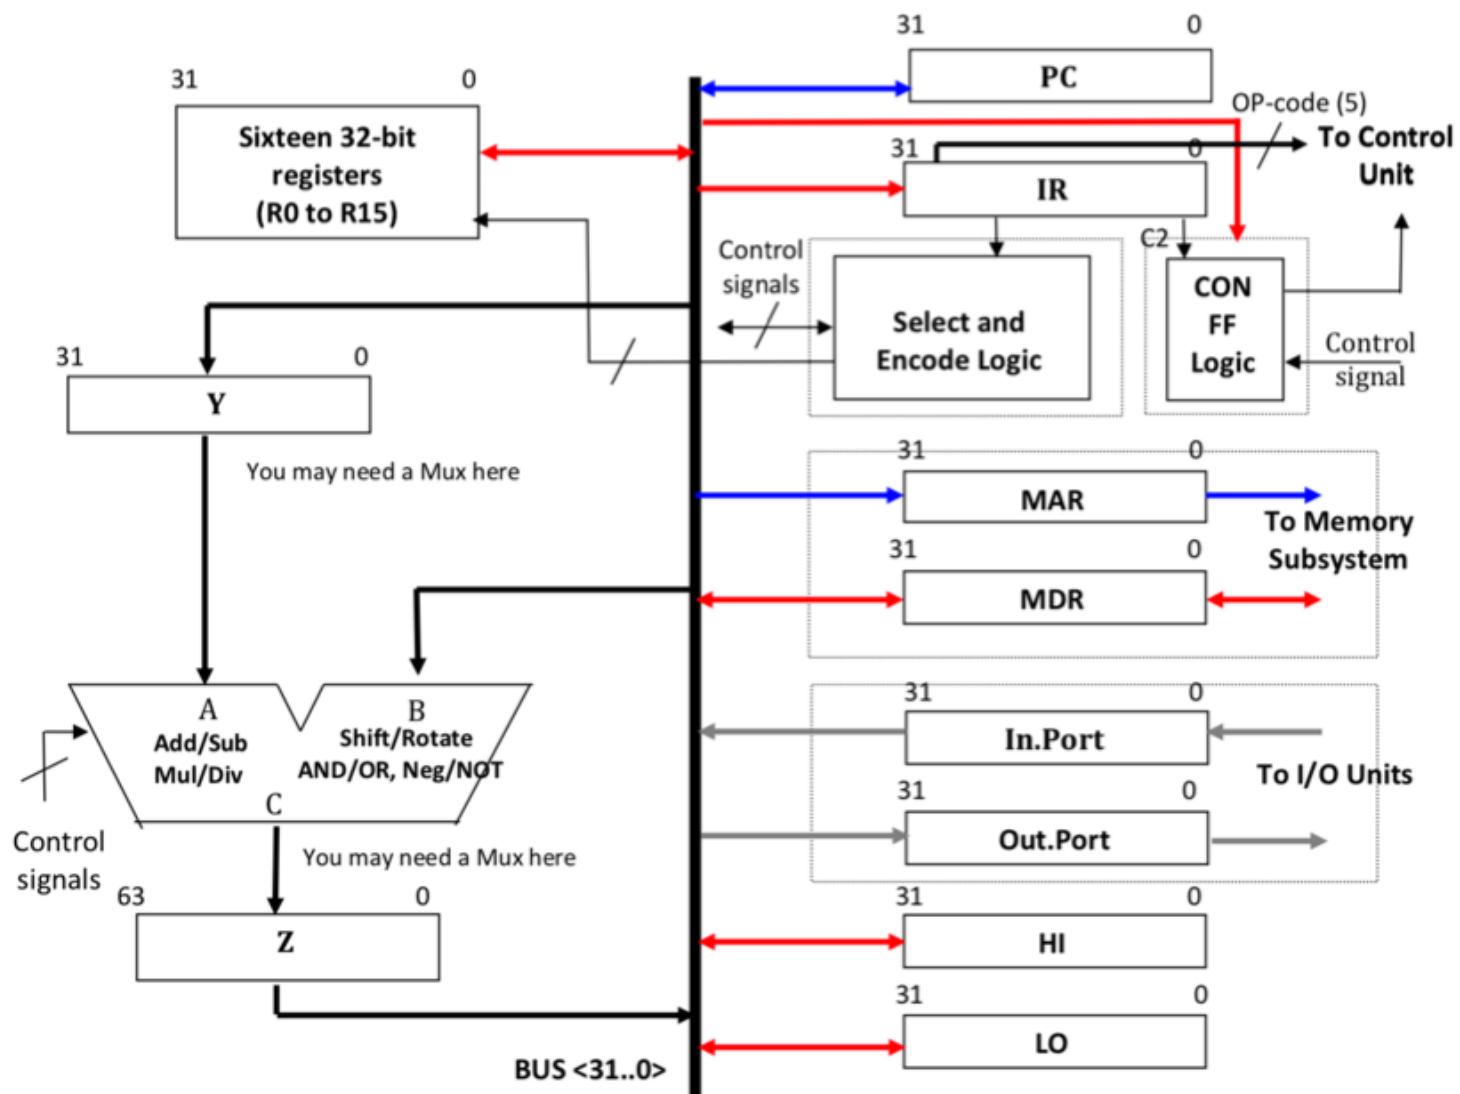 31 0
PC
OP-code (5)
To Control
Unit
31 0
IR
31 0
Sixteen 32-bit
registers
(R0 to R15)
Control
signals
Select and
Encode Logic
C2
CON
FF
Logic
Control
signal
31 0
Y
You may need a Mux here
31 0
MAR
To Memory
Subsystem
31 0
MDR
A
Add/Sub
Mul/Div
B
Shift/Rotate
AND/OR, Neg/NOT
C
Control
signals
You may need a Mux here
63 0
Z
31 0
In.Port
To I/O Units
31 0
Out.Port
31 0
HI
31 0
LO
BUS <31..0>